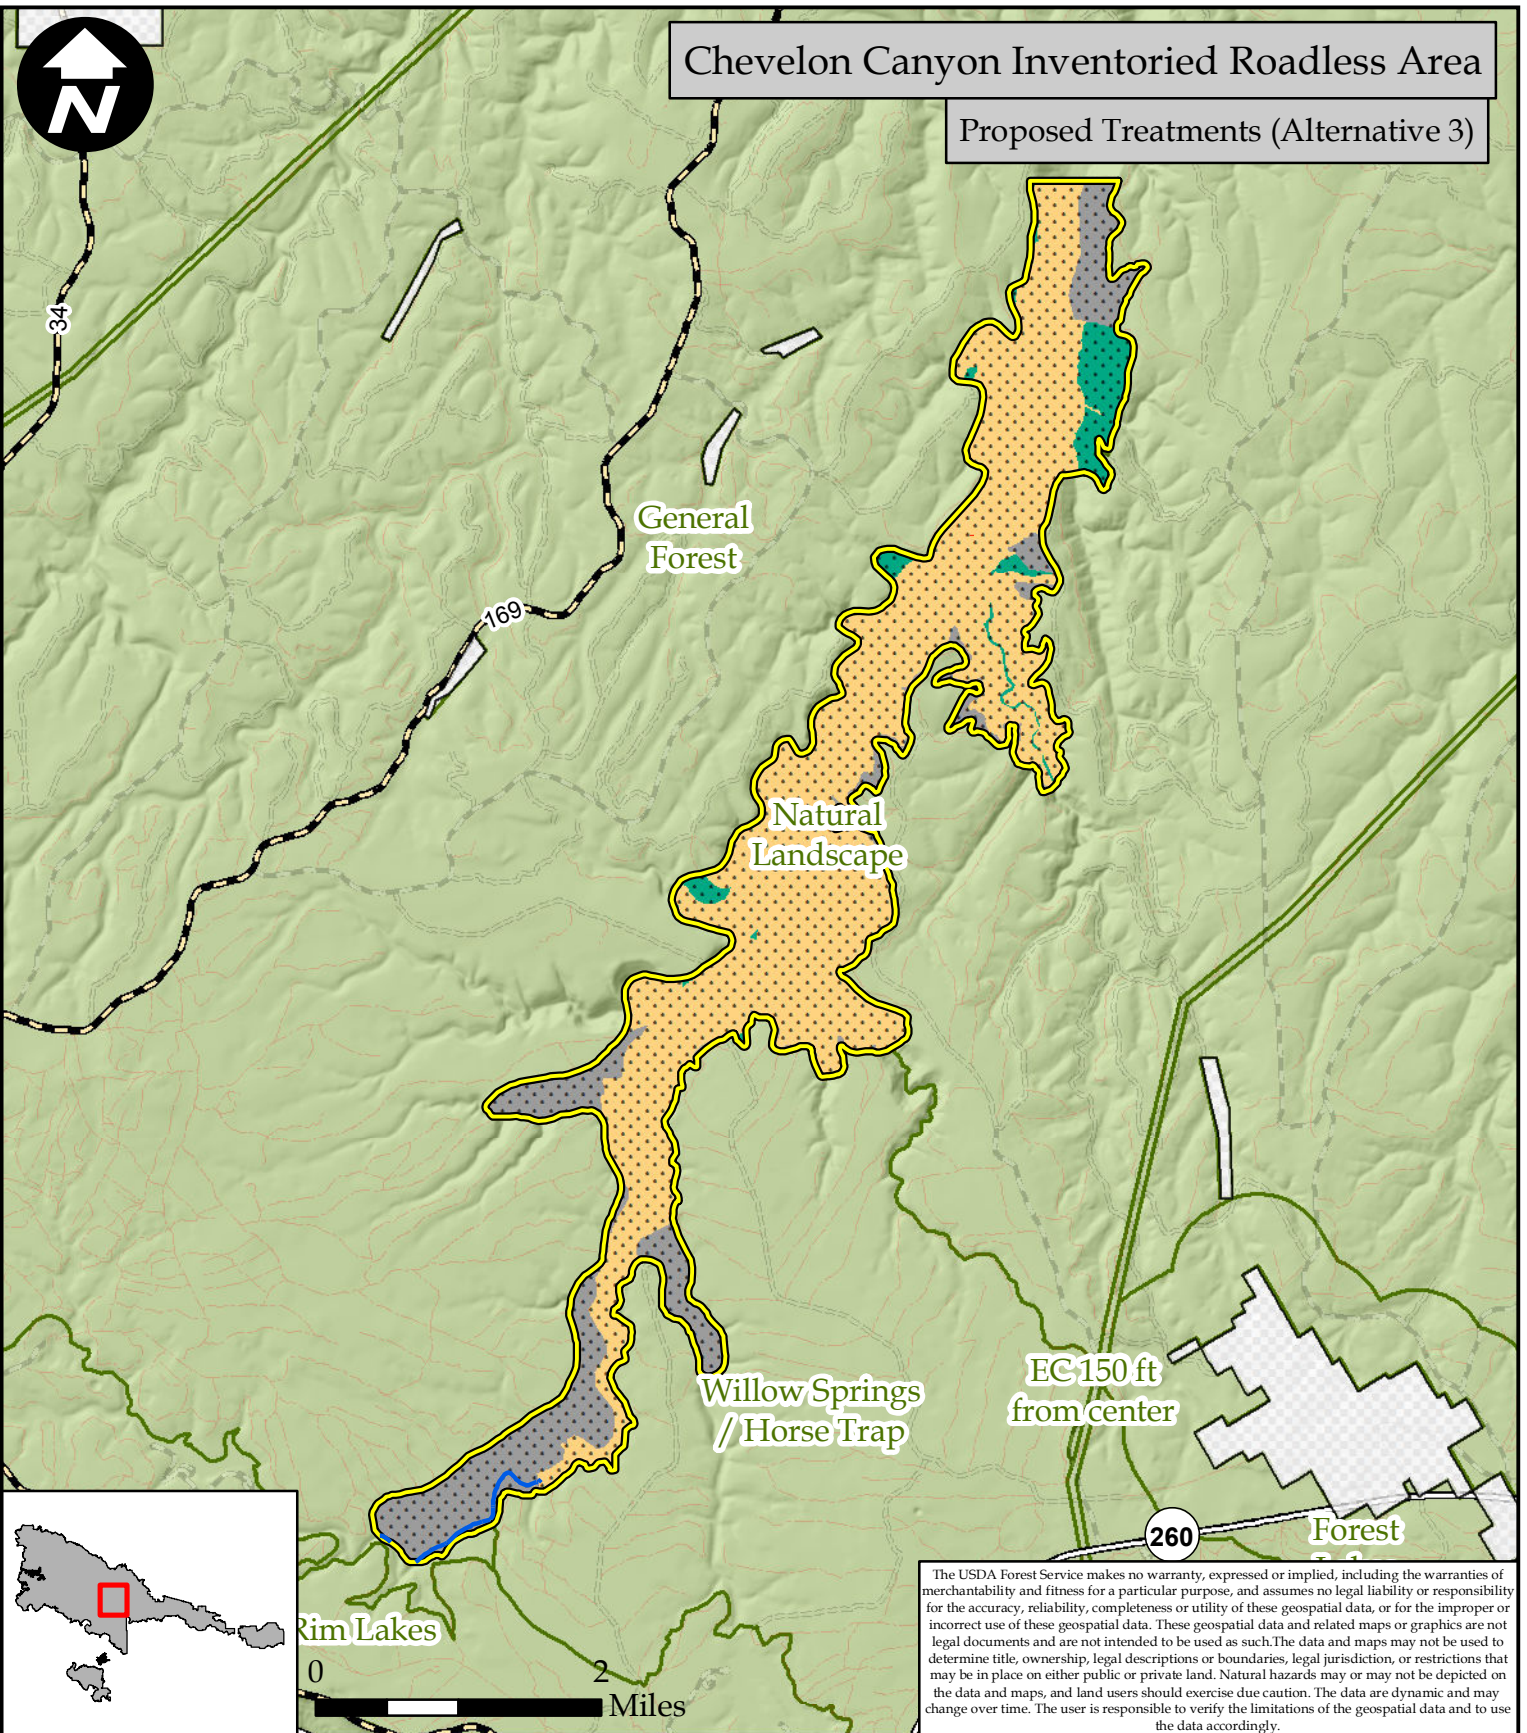 N
Chevelon Canyon Inventoried Roadless Area
Proposed Treatments (Alternative 3)
34
General
Forest
169
Natural
Landscape
Willow Springs
/ Horse Trap
EC 150 ft
from center
260
Forest
Rim Lakes
0
2
Miles
The USDA Forest Service makes no warranty, expressed or implied, including the warranties of
merchantability and fitness for a particular purpose, and assumes no legal liability or responsibility
for the accuracy, reliability, completeness or utility of these geospatial data, or for the improper or
incorrect use of these geospatial data. These geospatial data and related maps or graphics are not
legal documents and are not intended to be used as such.The data and maps may not be used to
determine title, ownership, legal descriptions or boundaries, legal jurisdiction, or restrictions that
may be in place on either public or private land. Natural hazards may or may not be depicted on
the data and maps, and land users should exercise due caution. The data are dynamic and may
change over time. The user is responsible to verify the limitations of the geospatial data and to use
the data accordingly.